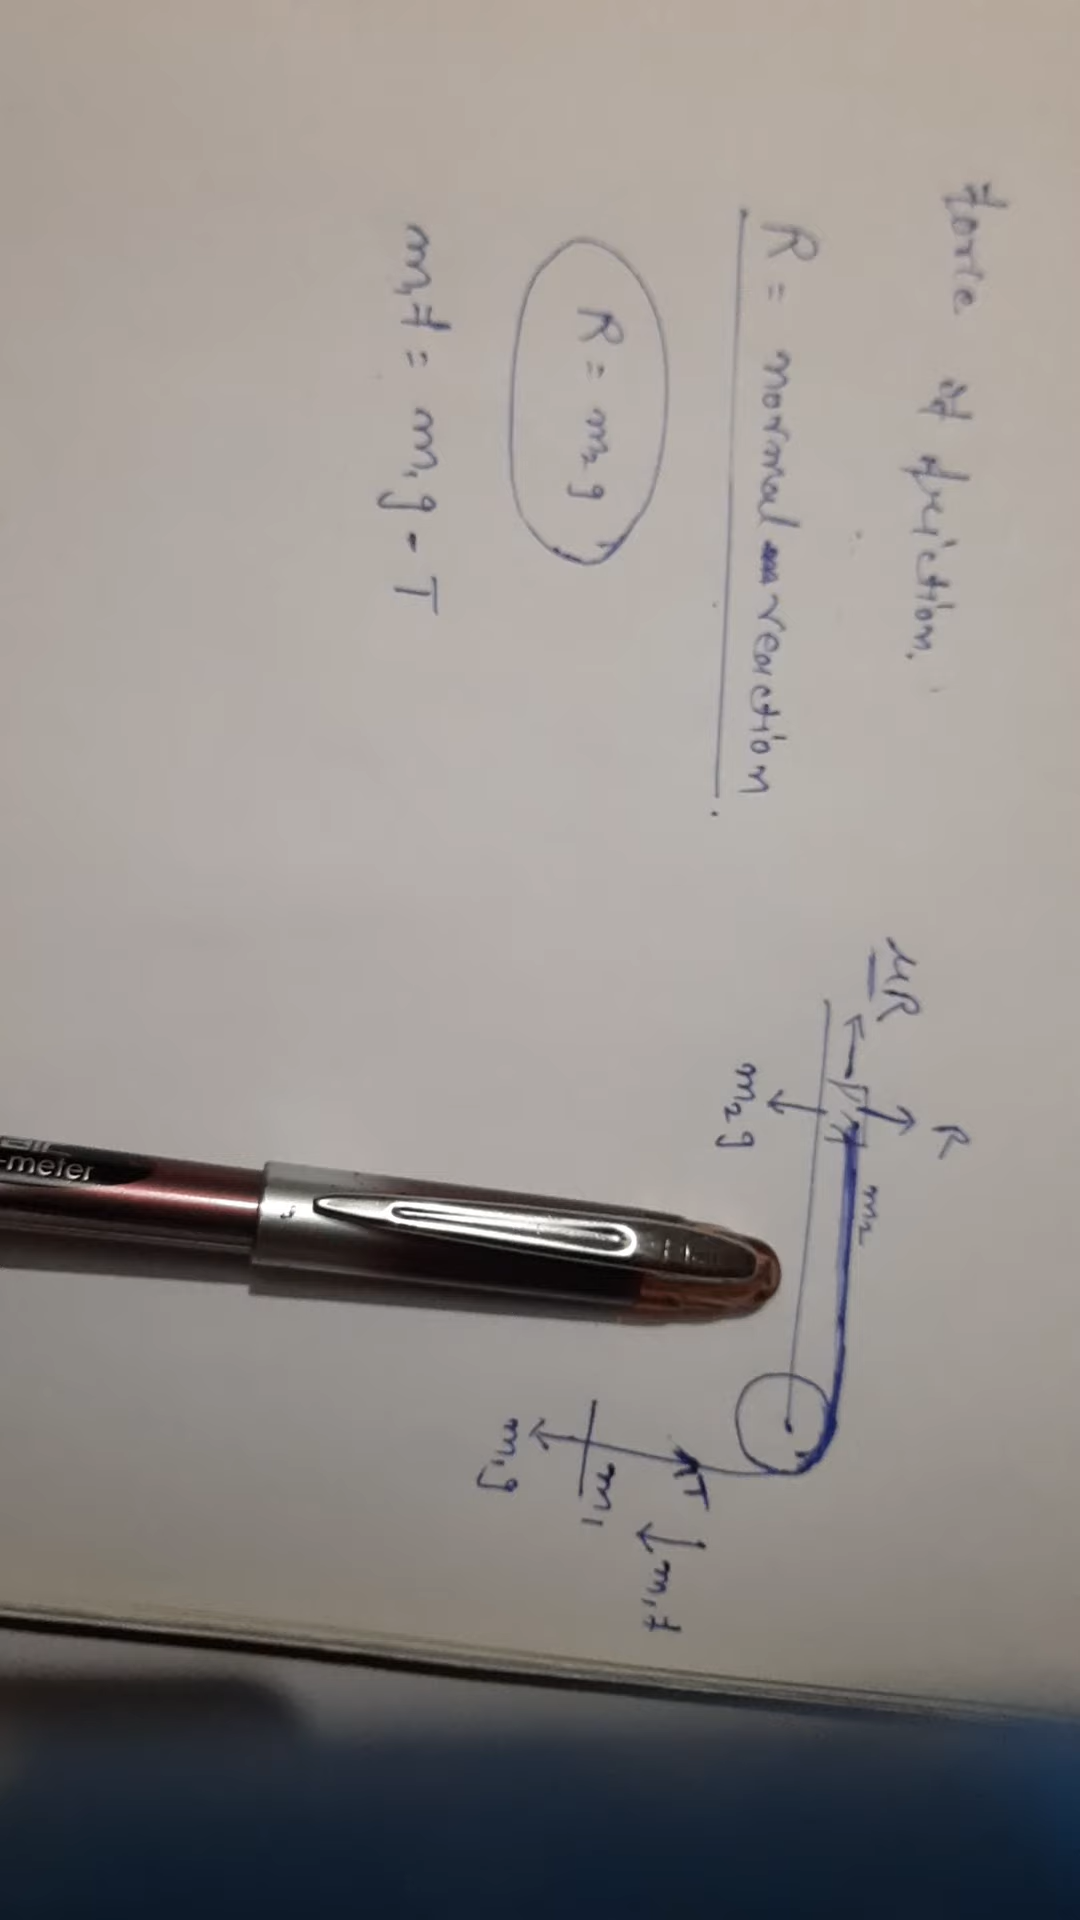 force of friction.
R = normal reaction
R = m₂g
m₁f = m₁g - T
μR
R
m₂
m₂g
T
m₁f
m₁
m₁g
-meter